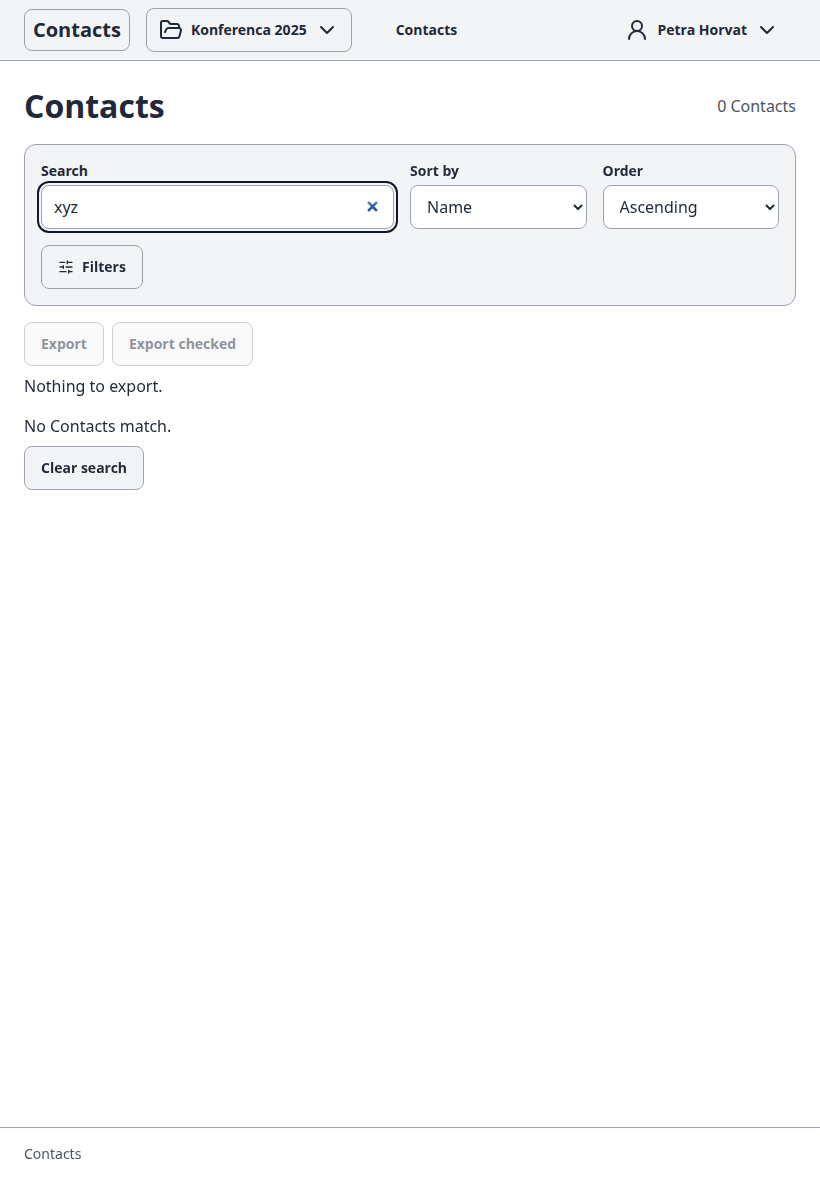 Contacts Konferenca 2025 Contacts Petra Horvat
Contacts 0 Contacts
Search Sort by Order
xyz Name Ascending
Filters
Export Export checked
Nothing to export.
No Contacts match.
Clear search
Contacts